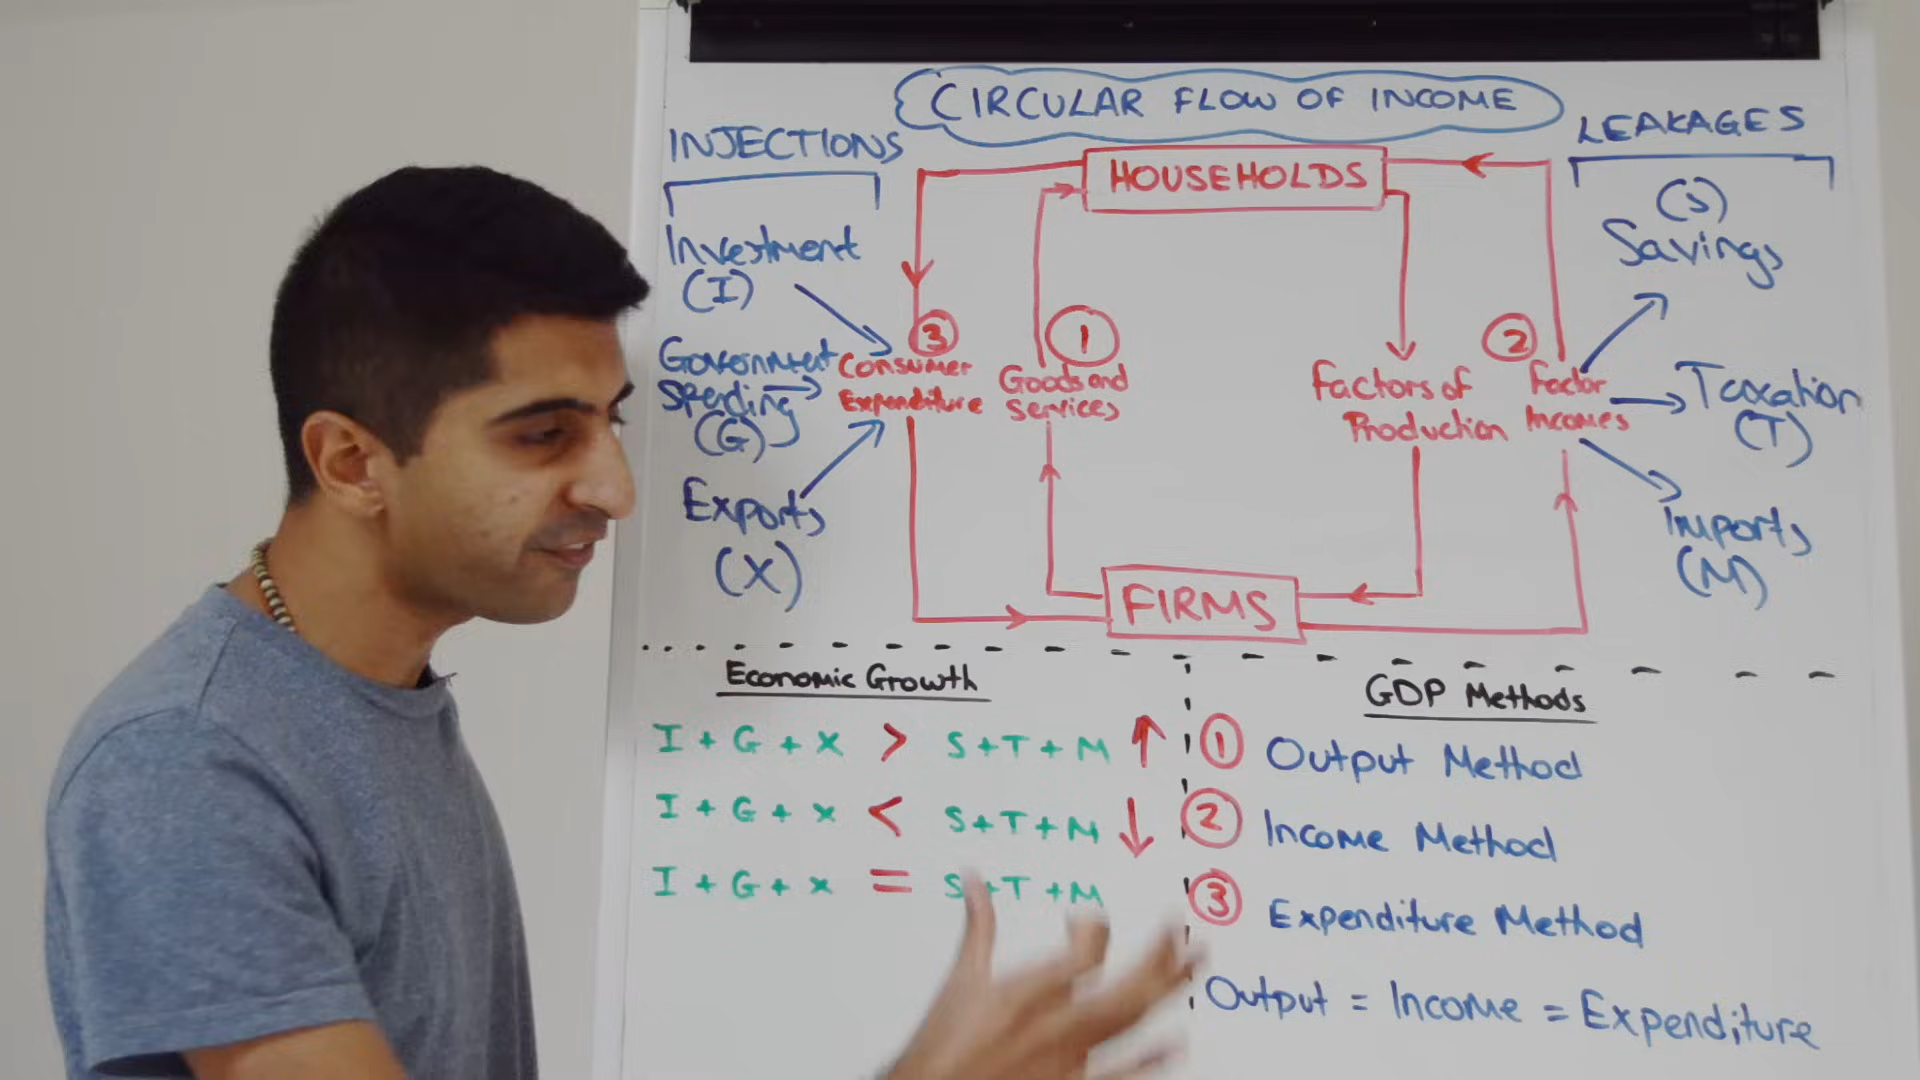 CIRCULAR FLOW OF INCOME
INJECTIONS
LEAKAGES
HOUSEHOLDS
Investment
(I)
Government
Spending
(G)
Exports
(X)
③
Consumer
Expenditure
①
Goods and
Services
Factors of
Production
②
Factor
Incomes
(S)
Savings
Taxation
(T)
Imports
(M)
FIRMS
Economic Growth
I + G + X > S + T + M ↑
I + G + X < S + T + M ↓
I + G + X = S + T + M
GDP Methods
① Output Method
② Income Method
③ Expenditure Method
Output = Income = Expenditure